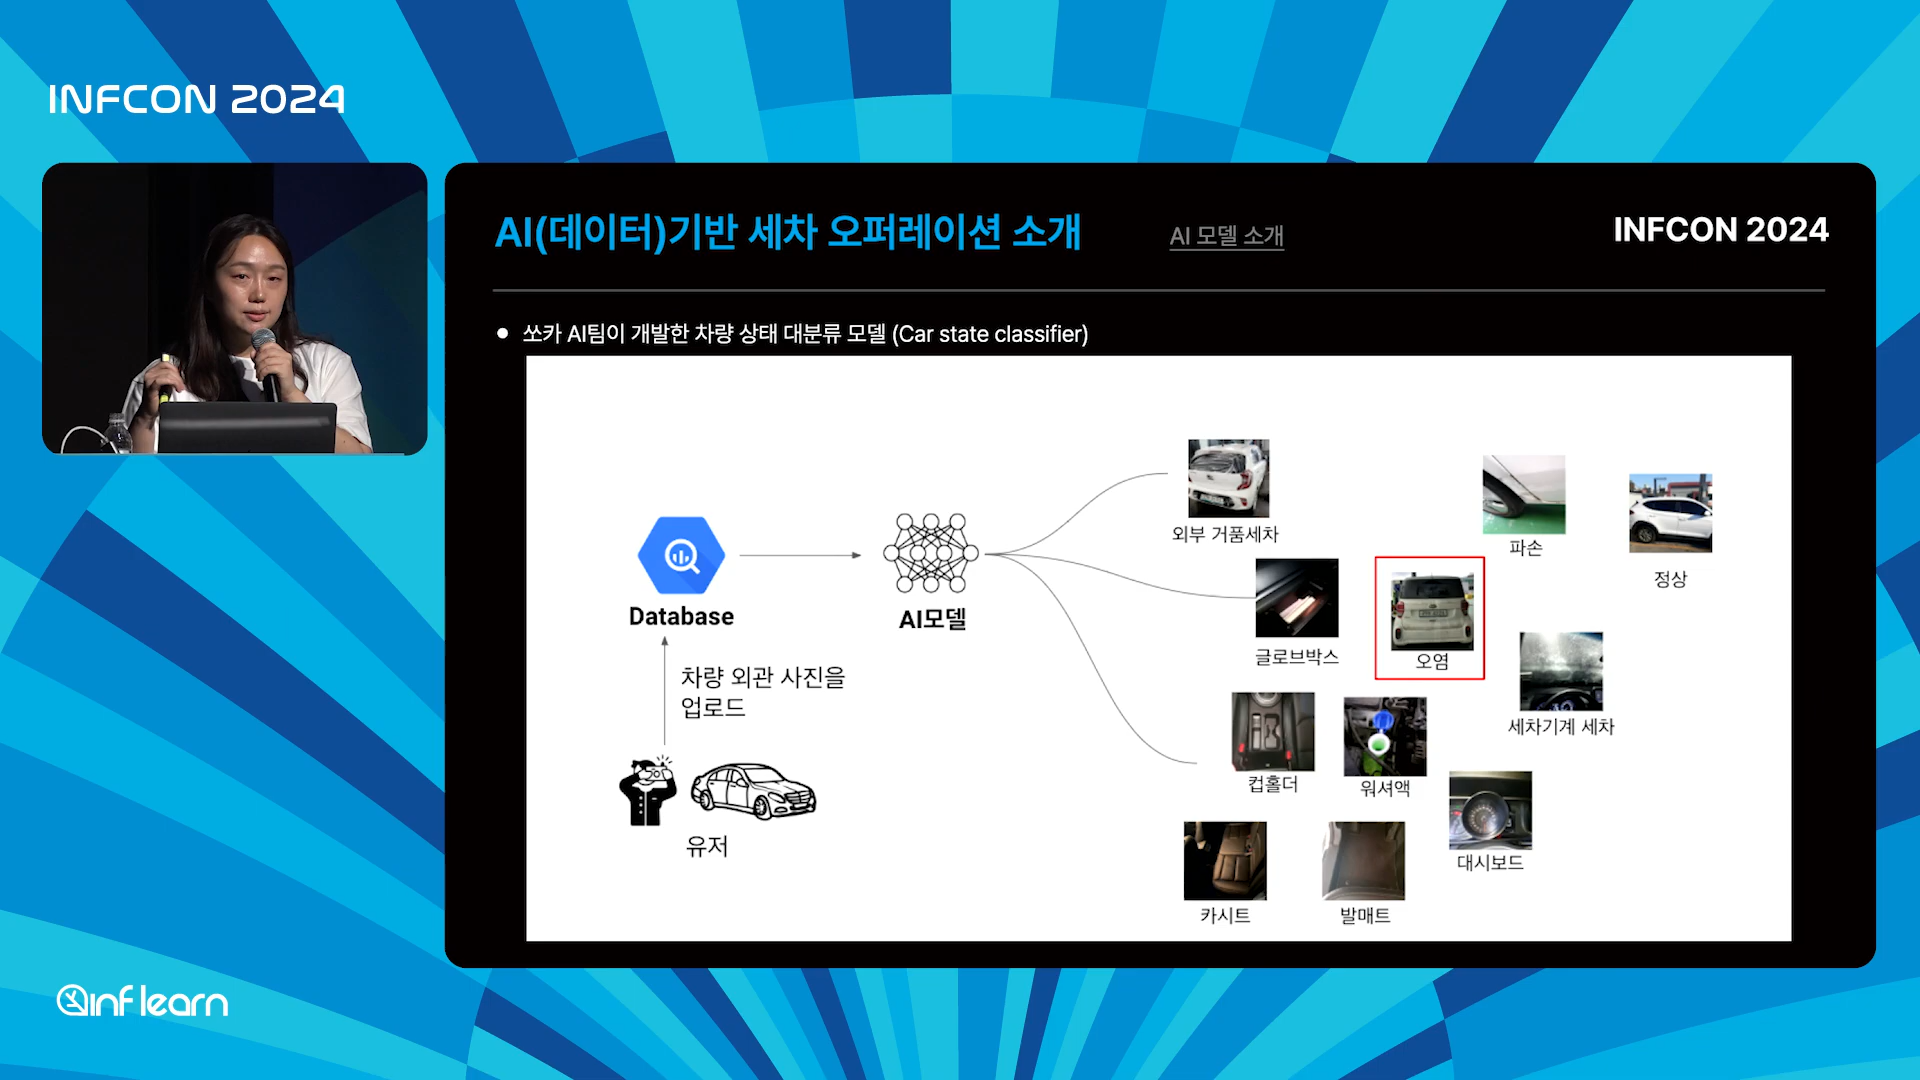 INFCON 2024
AI(데이터)기반 세차 오퍼레이션 소개
AI 모델 소개
INFCON 2024
쏘카 AI팀이 개발한 차량 상태 대분류 모델 (Car state classifier)
외부 거품세차
파손
정상
Database
AI모델
글로브박스
오염
차량 외관 사진을
업로드
세차기계 세차
컵홀더
워셔액
유저
대시보드
카시트
발매트
inflearn